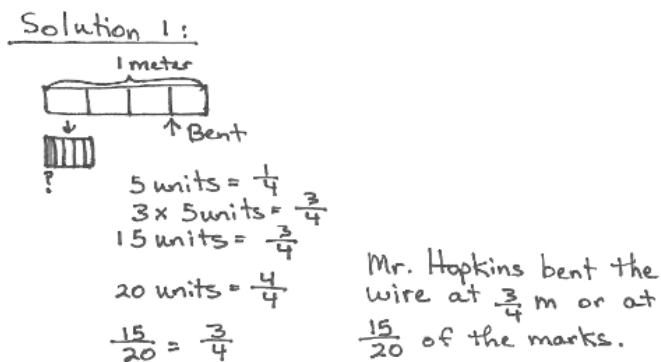 Solution 1:
1 meter
Bent
?
5 units = 1/4
3 × 5 units = 3/4
15 units = 3/4
20 units = 4/4
15/20 = 3/4
Mr. Hopkins bent the
wire at 3/4 m or at
15/20 of the marks.